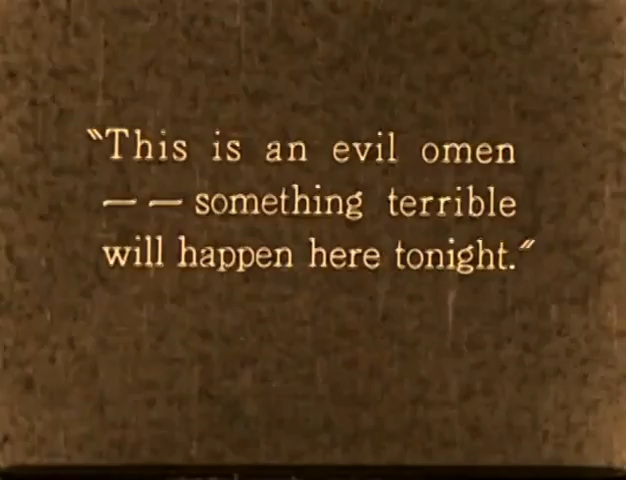 "This is an evil omen
— — something terrible
will happen here tonight."